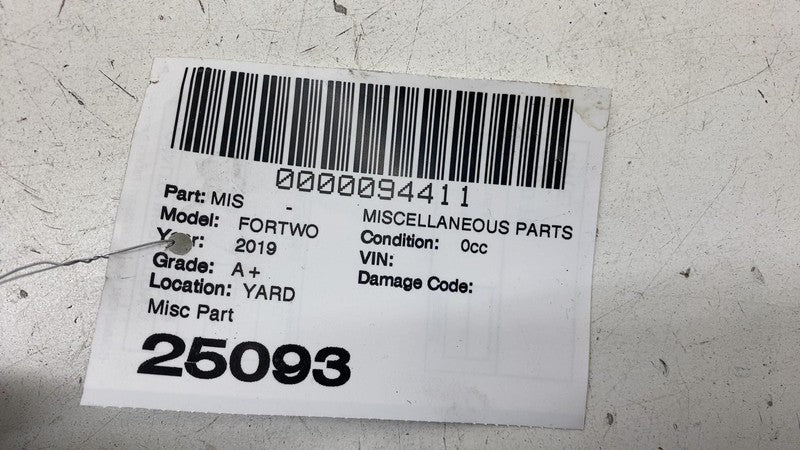 0000094411
Part: MIS - MISCELLANEOUS PARTS
Model: FORTWO Condition: 0cc
2019 VIN:
Grade: A+ Damage Code:
Location: YARD
Misc Part
25093